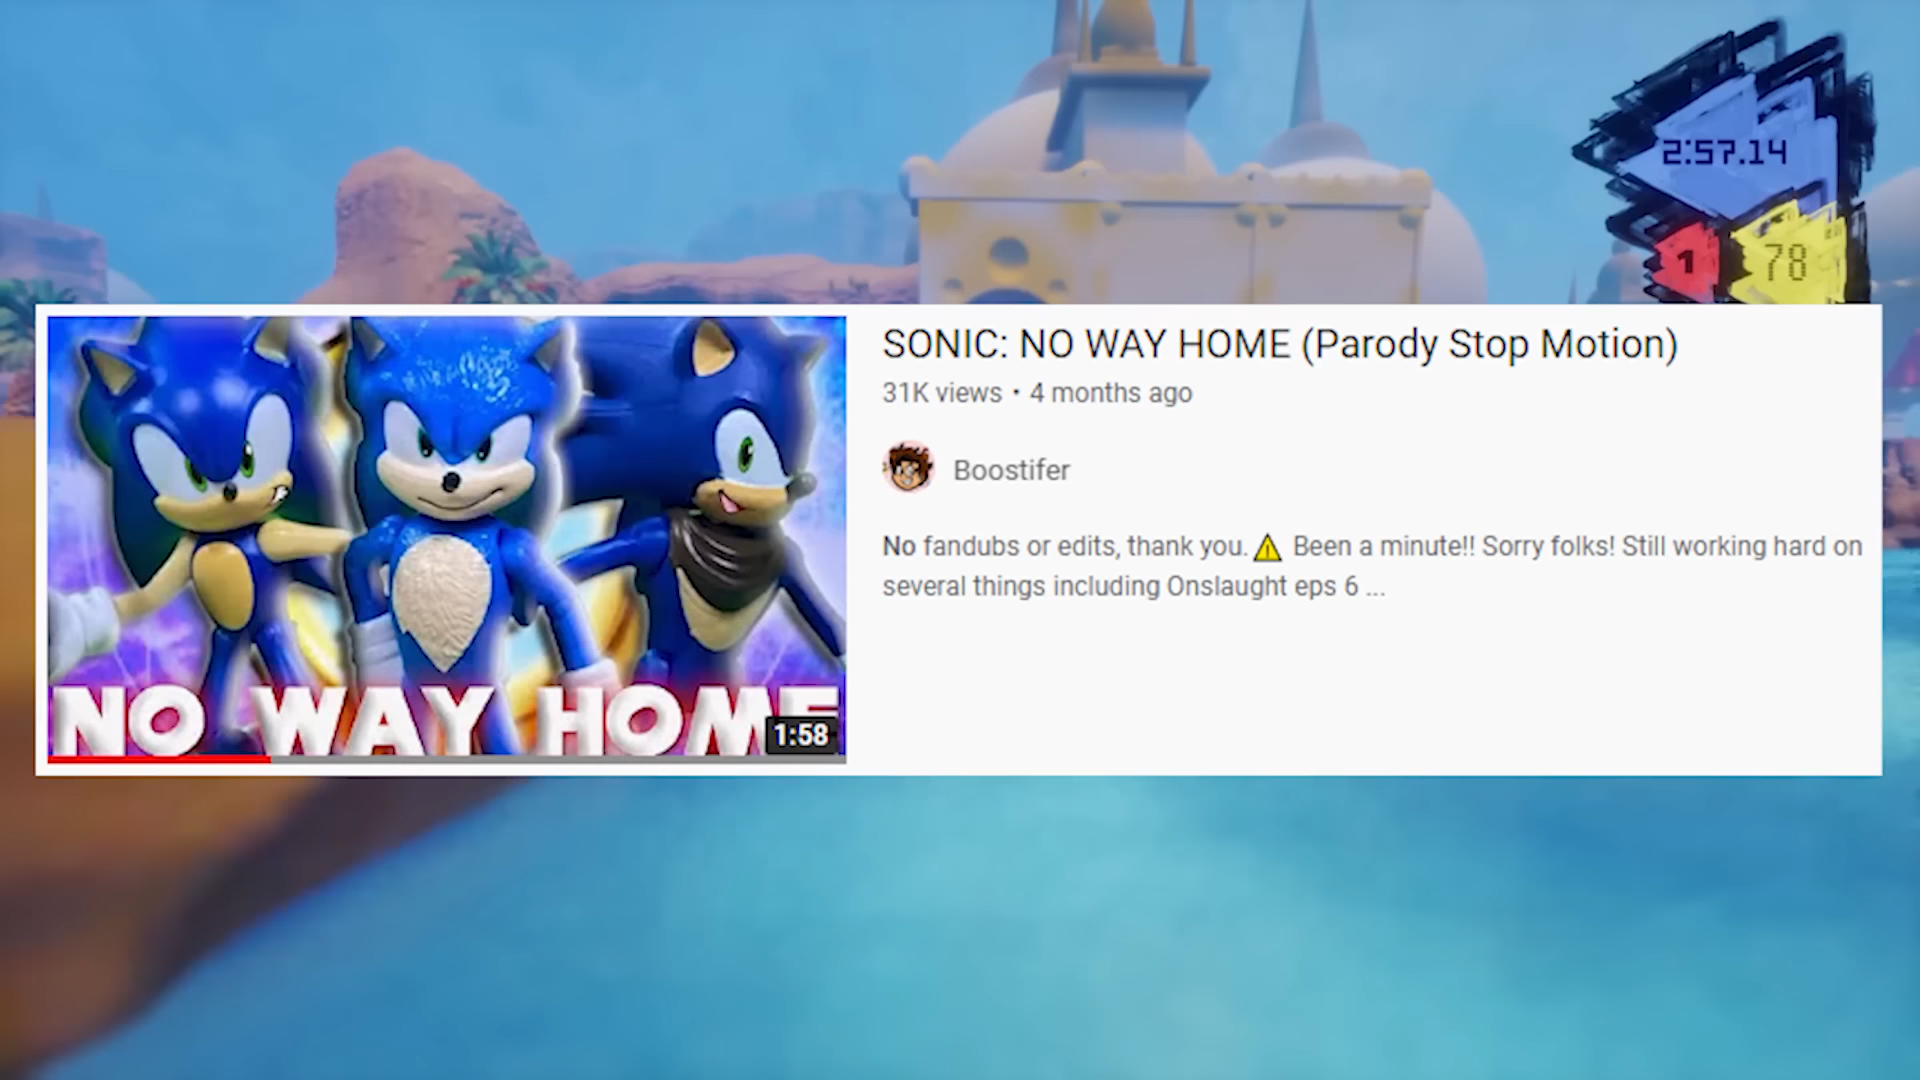 2:57.14
1
78
SONIC: NO WAY HOME (Parody Stop Motion)
31K views • 4 months ago
Boostifer
No fandubs or edits, thank you.⚠ Been a minute!! Sorry folks! Still working hard on
several things including Onslaught eps 6 ...
NO WAY HOME
1:58